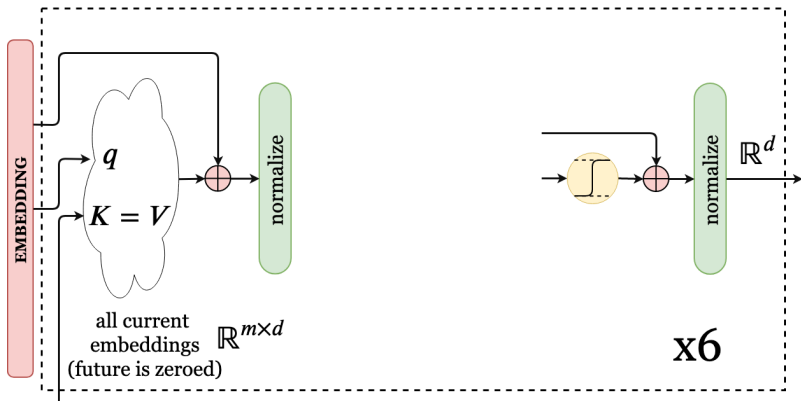 EMBEDDING
q
K = V
normalize
all current
embeddings
(future is zeroed)
ℝ^{m×d}
normalize
ℝ^d
x6